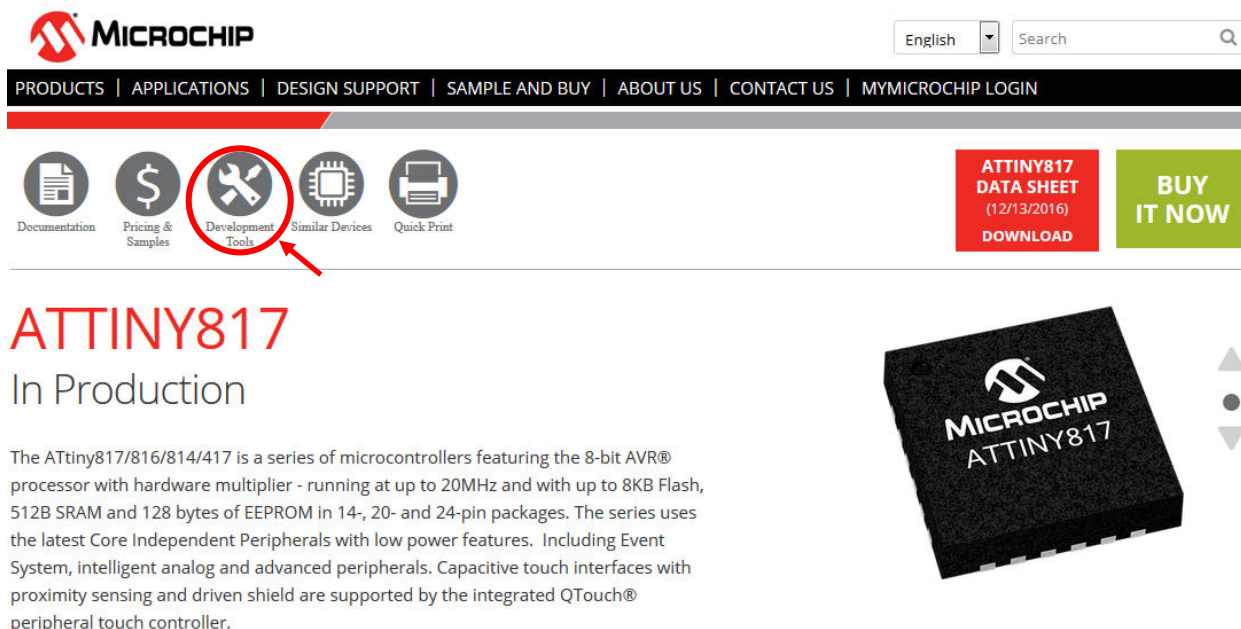 MICROCHIP
English
Search
PRODUCTS | APPLICATIONS | DESIGN SUPPORT | SAMPLE AND BUY | ABOUT US | CONTACT US | MYMICROCHIP LOGIN
Documentation
Pricing &
Samples
Development
Tools
Similar Devices
Quick Print
ATTINY817
DATA SHEET
(12/13/2016)
DOWNLOAD
BUY
IT NOW
ATTINY817
In Production
The ATtiny817/816/814/417 is a series of microcontrollers featuring the 8-bit AVR®
processor with hardware multiplier - running at up to 20MHz and with up to 8KB Flash,
512B SRAM and 128 bytes of EEPROM in 14-, 20- and 24-pin packages. The series uses
the latest Core Independent Peripherals with low power features.  Including Event
System, intelligent analog and advanced peripherals. Capacitive touch interfaces with
proximity sensing and driven shield are supported by the integrated QTouch®
peripheral touch controller.
MICROCHIP
ATTINY817